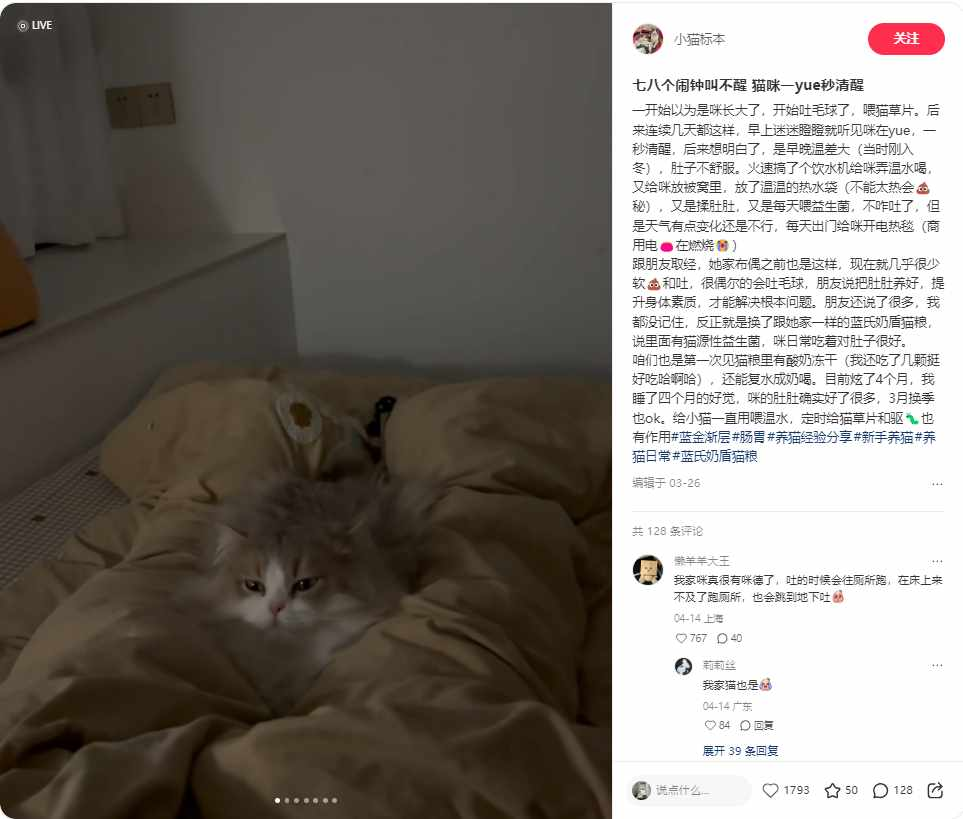 LIVE
小猫标本
关注
七八个闹钟叫不醒 猫咪一yue秒清醒
一开始以为是咪长大了，开始吐毛球了，喂猫草片。后
来连续几天都这样，早上迷迷瞪瞪就听见咪在yue，一
秒清醒，后来想明白了，是早晚温差大（当时刚入
冬），肚子不舒服。火速搞了个饮水机给咪弄温水喝，
又给咪放被窝里，放了温温的热水袋（不能太热会💩
秘），又是揉肚肚，又是每天喂益生菌，不咋吐了，但
是天气有点变化还是不行，每天出门给咪开电热毯（商
用电👛在燃烧😭）
跟朋友取经，她家布偶之前也是这样，现在就几乎很少
软💩和吐，很偶尔的会吐毛球，朋友说把肚肚养好，提
升身体素质，才能解决根本问题。朋友还说了很多，我
都没记住，反正就是换了跟她家一样的蓝氏奶盾猫粮，
说里面有猫源性益生菌，咪日常吃着对肚子很好。
咱们也是第一次见猫粮里有酸奶冻干（我还吃了几颗挺
好吃哈啊哈），还能复水成奶喝。目前炫了4个月，我
睡了四个月的好觉，咪的肚肚确实好了很多，3月换季
也ok。给小猫一直用喂温水，定时给猫草片和驱🐛也
有作用#蓝金渐层#肠胃#养猫经验分享#新手养猫#养
猫日常#蓝氏奶盾猫粮
编辑于 03-26
共 128 条评论
懒羊羊大王
我家咪真很有咪德了，吐的时候会往厕所跑，在床上来
不及了跑厕所，也会跳到地下吐
04-14 上海
767 40
莉莉丝
我家猫也是
04-14 广东
84 回复
展开 39 条回复
说点什么...
1793 50 128